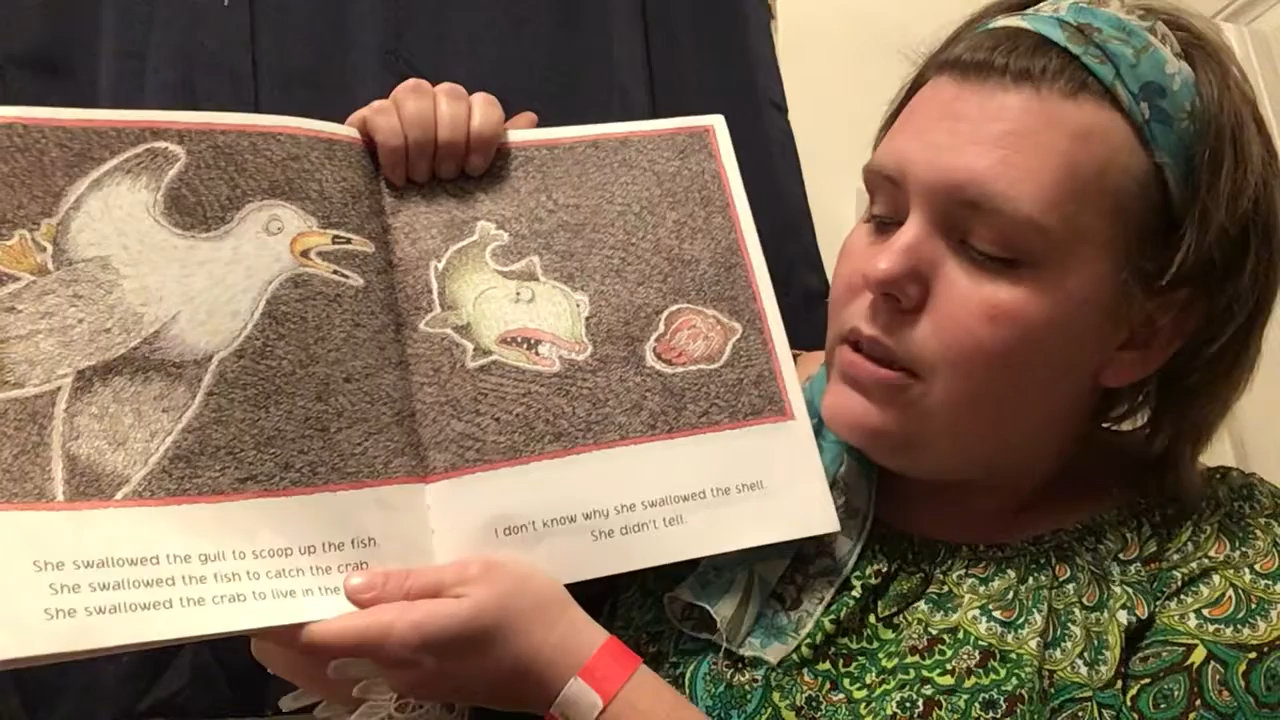 She swallowed the gull to scoop up the fish.
She swallowed the fish to catch the crab.
She swallowed the crab to live in the
I don't know why she swallowed the shell.
She didn't tell.